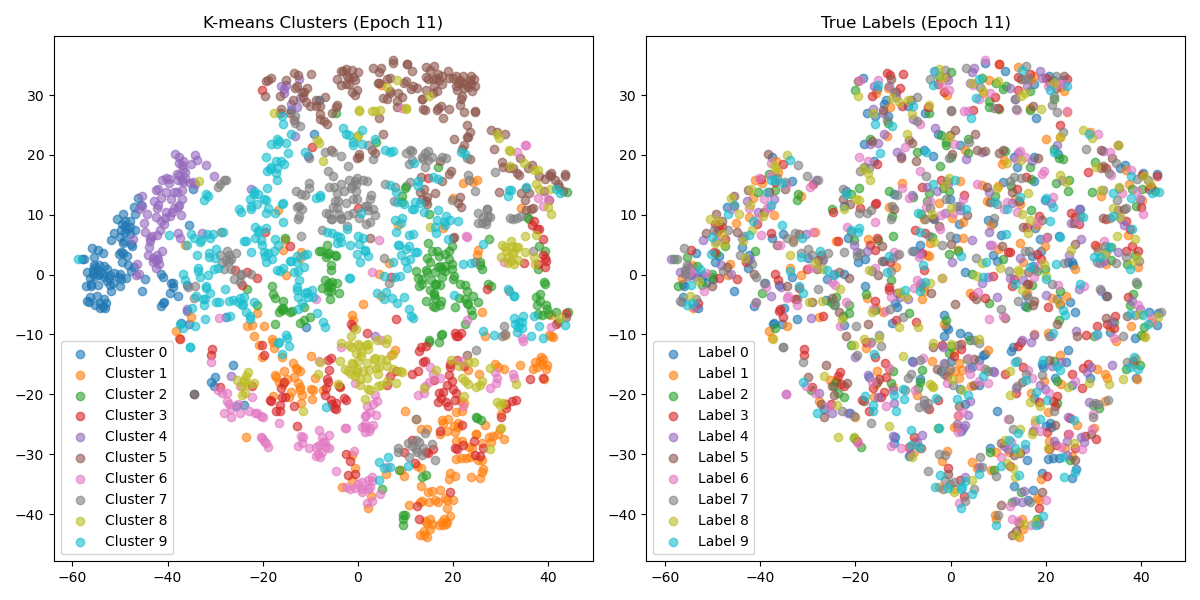 K-means Clusters (Epoch 11)
30
20
10
0
−10
−20
−30
−40
−60
−40
−20
0
20
40
Cluster 0
Cluster 1
Cluster 2
Cluster 3
Cluster 4
Cluster 5
Cluster 6
Cluster 7
Cluster 8
Cluster 9
True Labels (Epoch 11)
30
20
10
0
−10
−20
−30
−40
−60
−40
−20
0
20
40
Label 0
Label 1
Label 2
Label 3
Label 4
Label 5
Label 6
Label 7
Label 8
Label 9